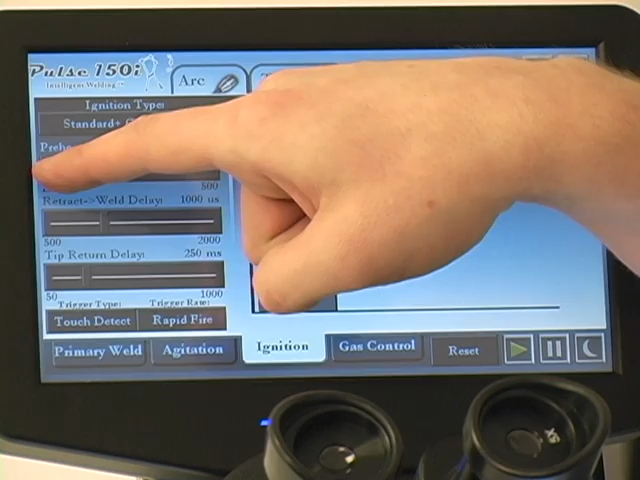 Pulse 150i
Intelligent Welding™
Arc
Ignition Type:
Standard+
500
Retract->Weld Delay: 1000 us
500 2000
Tip Return Delay: 250 ms
50 1000
Trigger Type: Trigger Rate:
Touch Detect Rapid Fire
Primary Weld Agitation Ignition Gas Control Reset